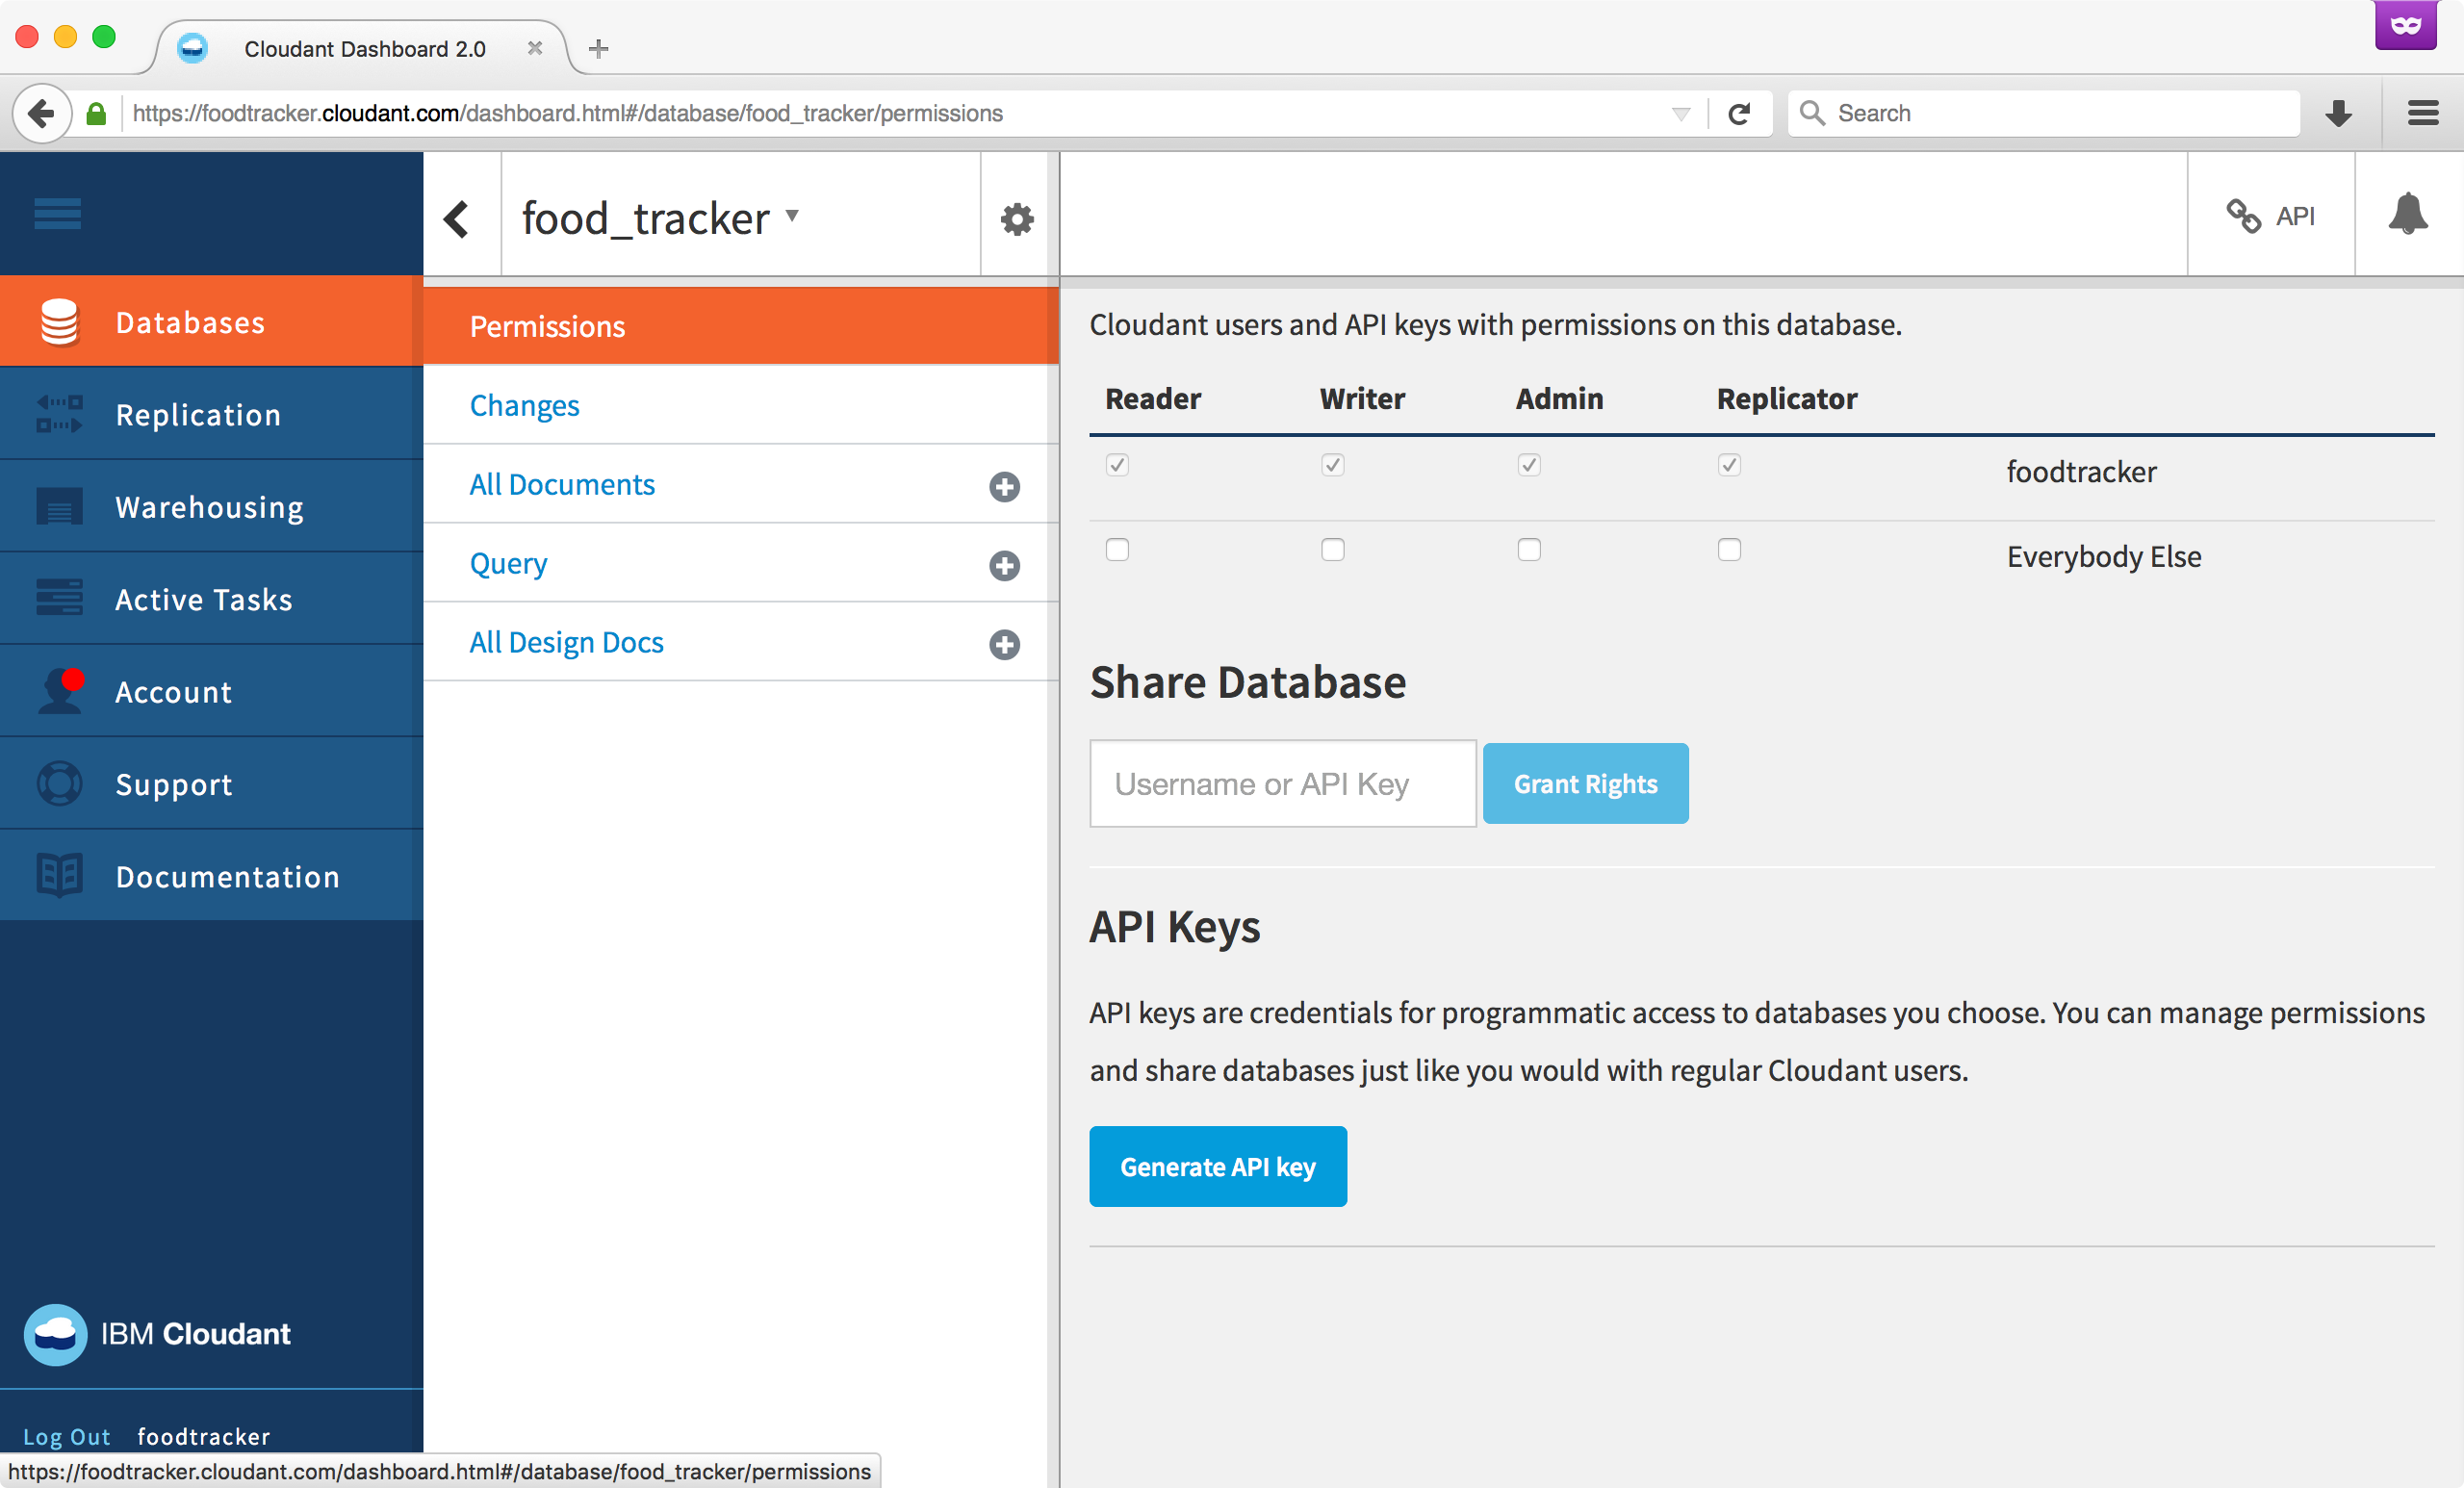 Cloudant Dashboard 2.0
https://foodtracker.cloudant.com/dashboard.html#/database/food_tracker/permissions
Search
food_tracker
API
Databases
Replication
Warehousing
Active Tasks
Account
Support
Documentation
IBM Cloudant
Log Out foodtracker
Permissions
Changes
All Documents
Query
All Design Docs
Cloudant users and API keys with permissions on this database.
Reader Writer Admin Replicator
foodtracker
Everybody Else
Share Database
Username or API Key Grant Rights
API Keys
API keys are credentials for programmatic access to databases you choose. You can manage permissions
and share databases just like you would with regular Cloudant users.
Generate API key
https://foodtracker.cloudant.com/dashboard.html#/database/food_tracker/permissions